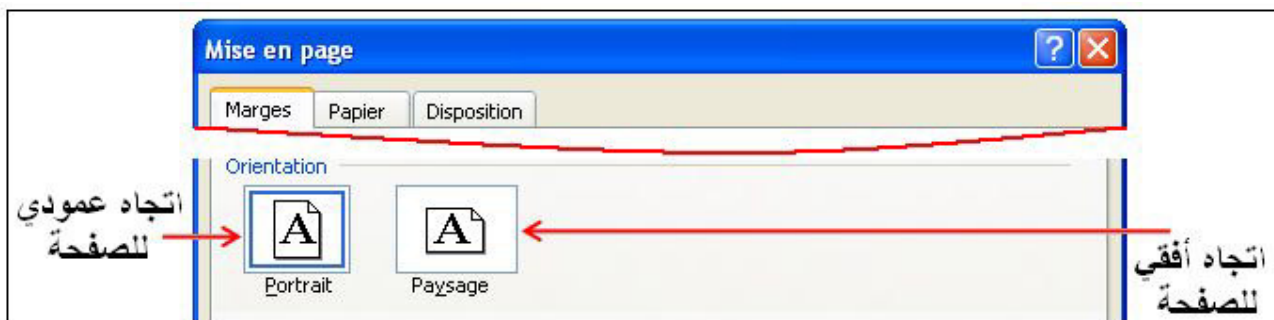 Mise en page
Marges Papier Disposition
Orientation
A A
Portrait Paysage
اتجاه عمودي
للصفحة
اتجاه أفقي
للصفحة